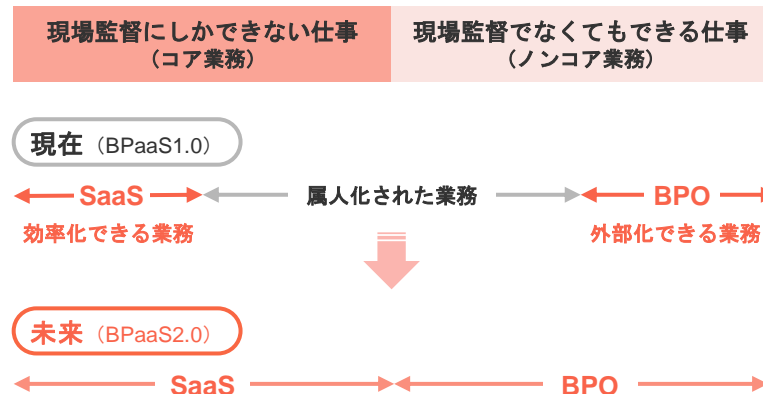 現場監督にしかできない仕事
（コア業務）
現場監督でなくてもできる仕事
（ノンコア業務）
現在（BPaaS1.0）
SaaS
属人化された業務
BPO
効率化できる業務
外部化できる業務
未来（BPaaS2.0）
SaaS
BPO